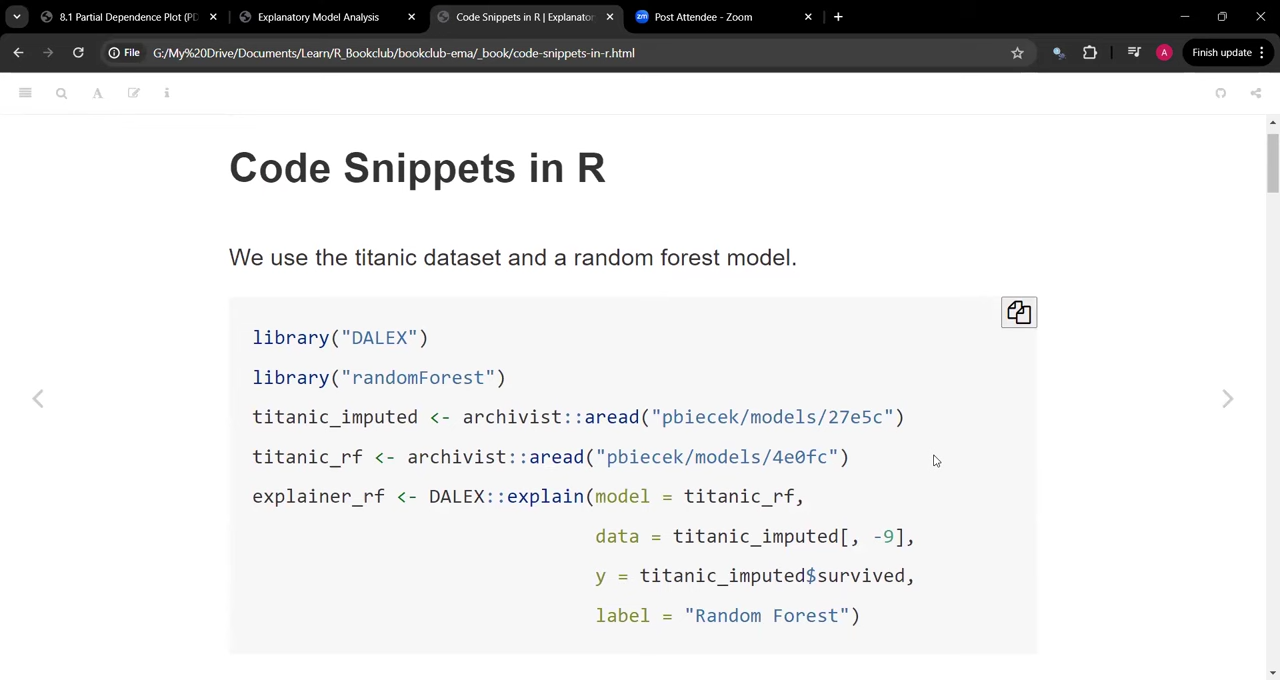 8.1 Partial Dependence Plot (PD
Explanatory Model Analysis
Code Snippets in R | Explanator
zm Post Attendee - Zoom
File G:/My%20Drive/Documents/Learn/R_Bookclub/bookclub-ema/_book/code-snippets-in-r.html
A
Finish update
Code Snippets in R
We use the titanic dataset and a random forest model.
library("DALEX")
library("randomForest")
titanic_imputed <- archivist::aread("pbiecek/models/27e5c")
titanic_rf <- archivist::aread("pbiecek/models/4e0fc")
explainer_rf <- DALEX::explain(model = titanic_rf,
data = titanic_imputed[, -9],
y = titanic_imputed$survived,
label = "Random Forest")